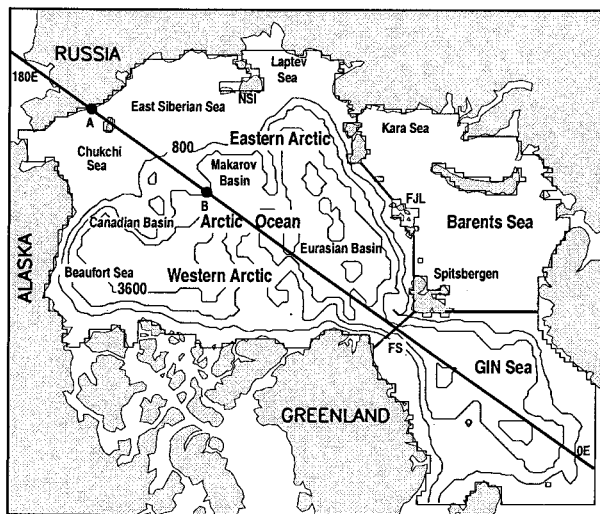 RUSSIA
180E
Laptev
Sea
NSI
East Siberian Sea
A
Kara Sea
Eastern Arctic
Chukchi
Sea
800
Makarov
Basin
B
FJL
Canadian Basin
Arctic Ocean
Barents Sea
Eurasian Basin
ALASKA
Beaufort Sea
Western Arctic
Spitsbergen
3600
FS
GIN Sea
GREENLAND
0E